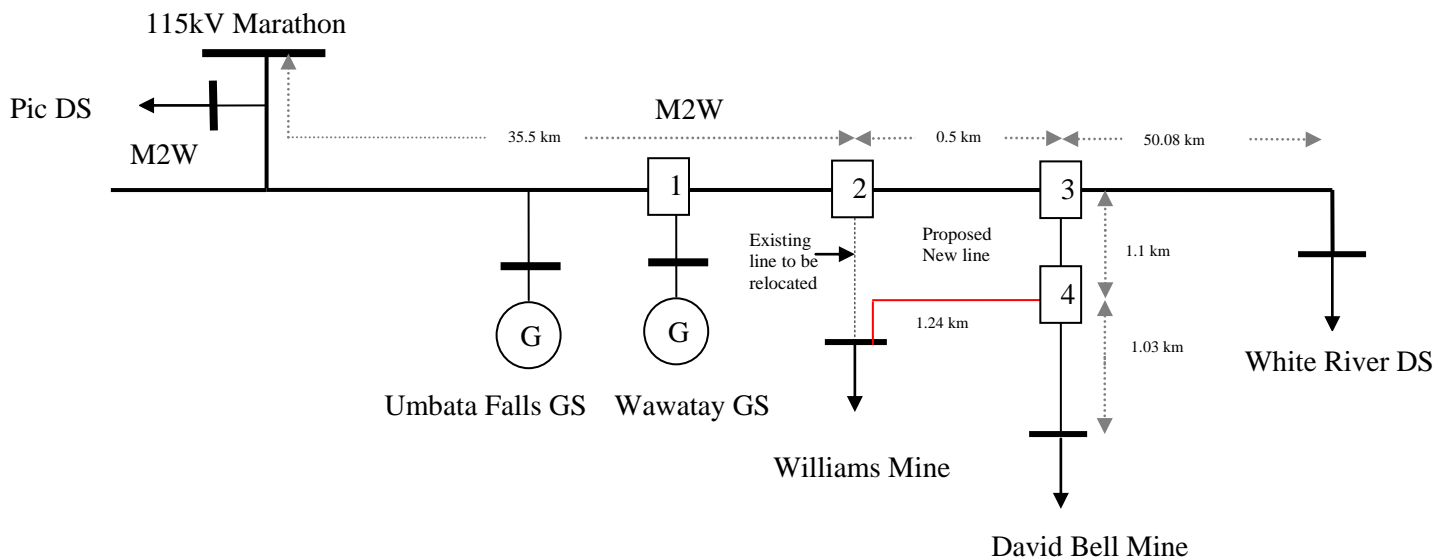 115kV Marathon
Pic DS
M2W
M2W
35.5 km
0.5 km
50.08 km
1
2
3
Existing
line to be
relocated
Proposed
New line
1.1 km
4
1.24 km
1.03 km
G
G
White River DS
Umbata Falls GS
Wawatay GS
Williams Mine
David Bell Mine